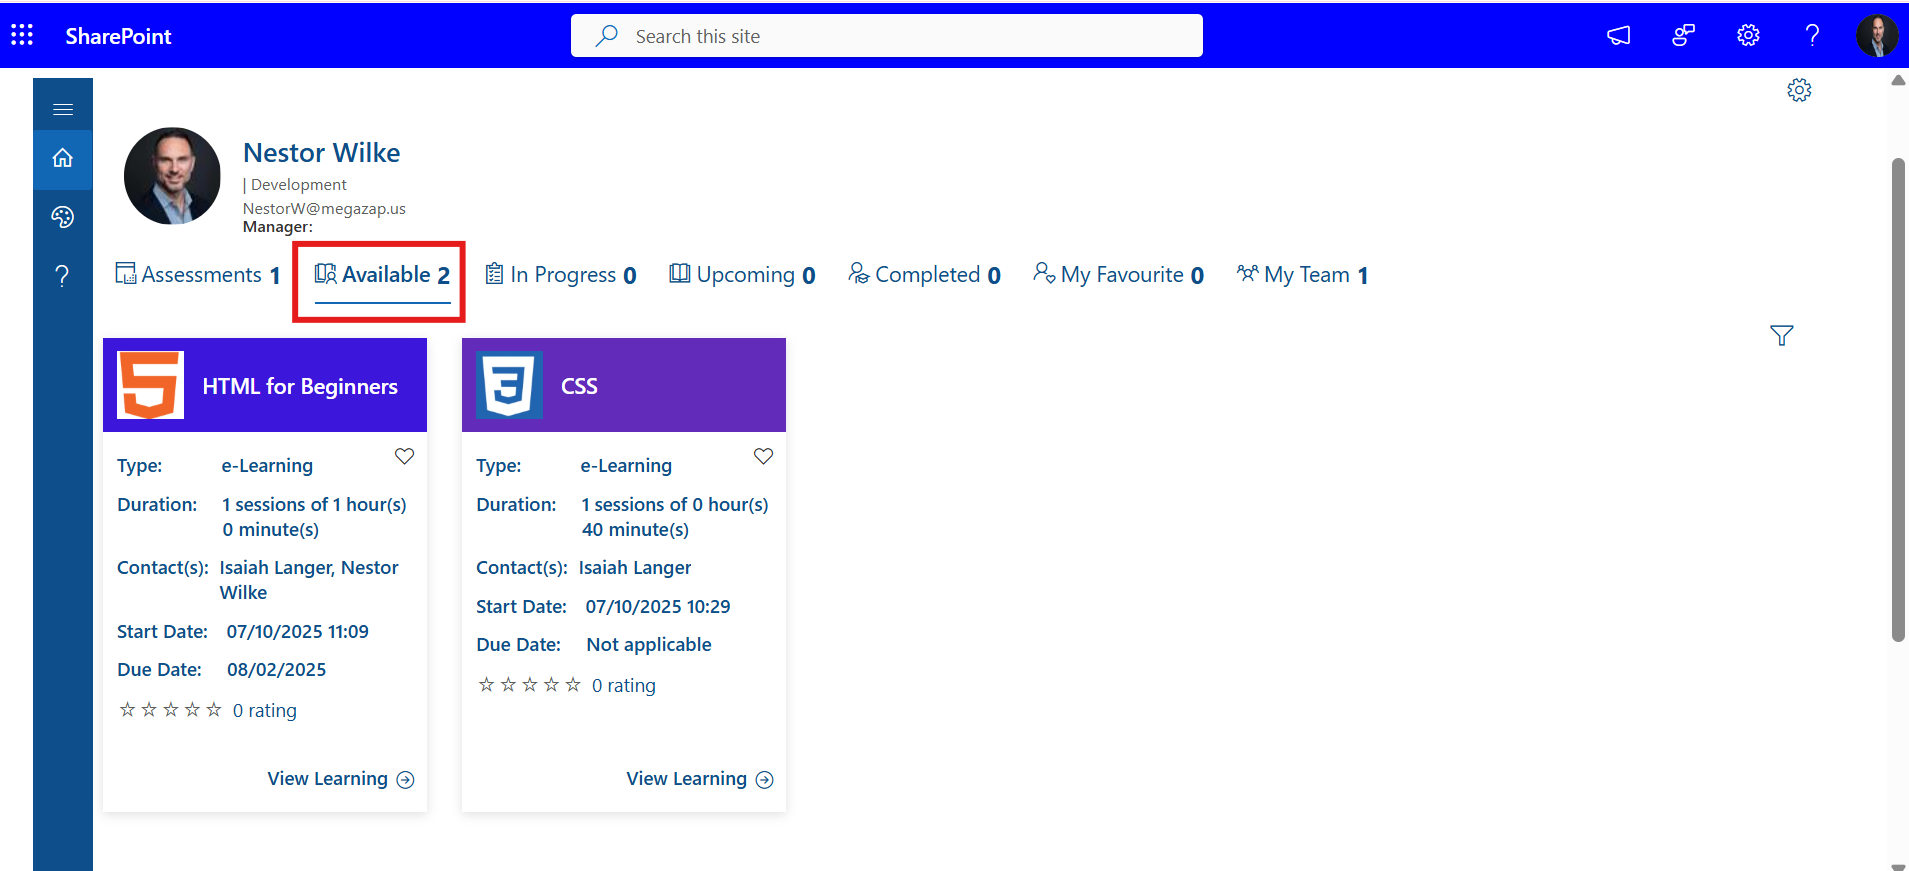 SharePoint
Search this site
Nestor Wilke
| Development
NestorW@megazap.us
Manager:
Assessments 1
Available 2
In Progress 0
Upcoming 0
Completed 0
My Favourite 0
My Team 1
HTML for Beginners
Type: e-Learning
Duration: 1 sessions of 1 hour(s)
0 minute(s)
Contact(s): Isaiah Langer, Nestor
Wilke
Start Date: 07/10/2025 11:09
Due Date: 08/02/2025
0 rating
View Learning
CSS
Type: e-Learning
Duration: 1 sessions of 0 hour(s)
40 minute(s)
Contact(s): Isaiah Langer
Start Date: 07/10/2025 10:29
Due Date: Not applicable
0 rating
View Learning